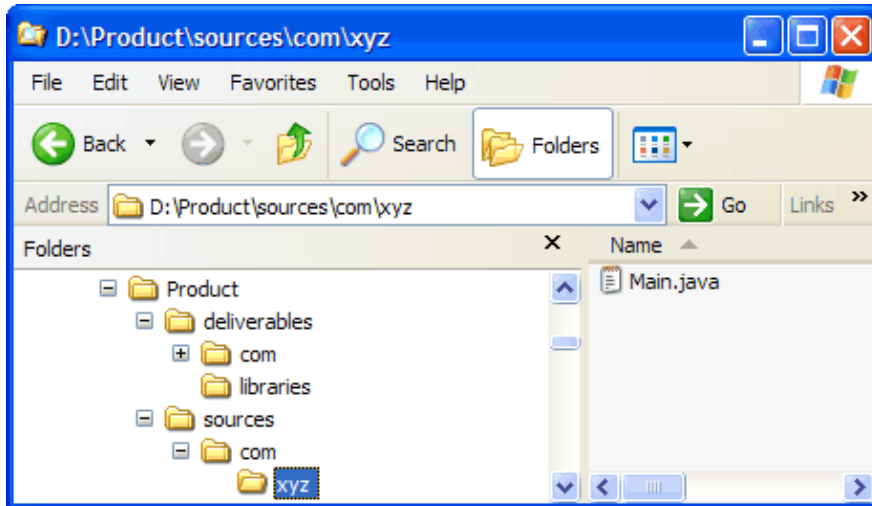 D:\Product\sources\com\xyz
File Edit View Favorites Tools Help
Back Search Folders
Address D:\Product\sources\com\xyz Go Links »
Folders Name
Product Main.java
deliverables
com
libraries
sources
com
xyz